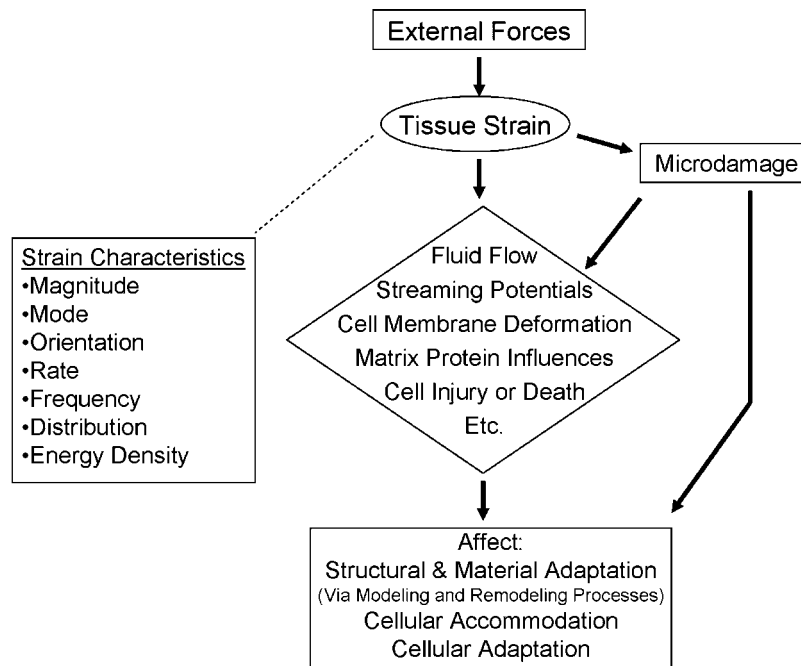 External Forces
Tissue Strain
Microdamage
Strain Characteristics
•Magnitude
•Mode
•Orientation
•Rate
•Frequency
•Distribution
•Energy Density
Fluid Flow
Streaming Potentials
Cell Membrane Deformation
Matrix Protein Influences
Cell Injury or Death
Etc.
Affect:
Structural & Material Adaptation
(Via Modeling and Remodeling Processes)
Cellular Accommodation
Cellular Adaptation